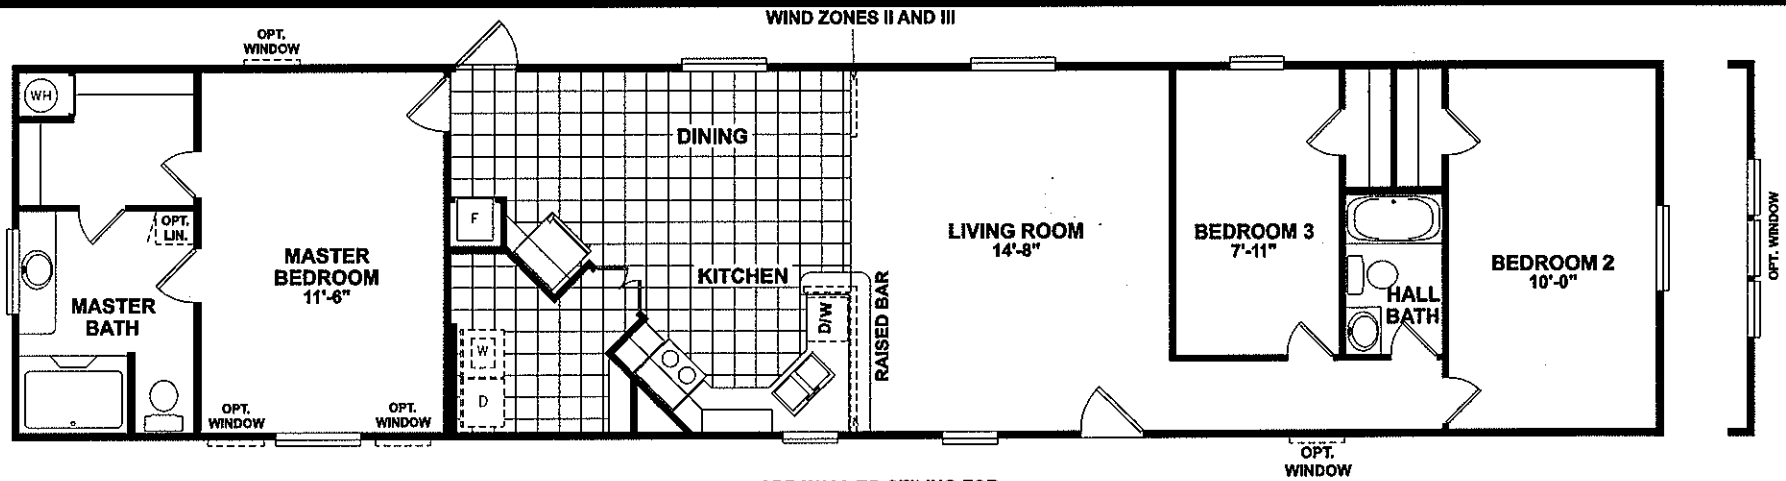 WIND ZONES II AND III
OPT.
WINDOW
WH
DINING
F
OPT.
LIN.
MASTER
BEDROOM
11'-6"
LIVING ROOM
14'-8"
BEDROOM 3
7'-11"
BEDROOM 2
10'-0"
OPT. WINDOW
KITCHEN
MASTER
BATH
HALL
BATH
D/W
RAISED BAR
W
D
OPT.
WINDOW
OPT.
WINDOW
OPT.
WINDOW